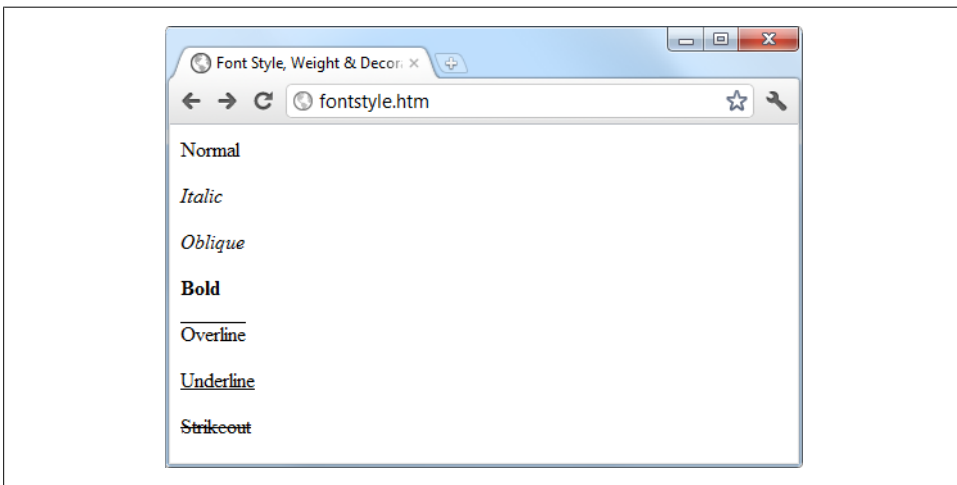 Font Style, Weight & Decor
fontstyle.htm
Normal
Italic
Oblique
Bold
Overline
Underline
Strikeout